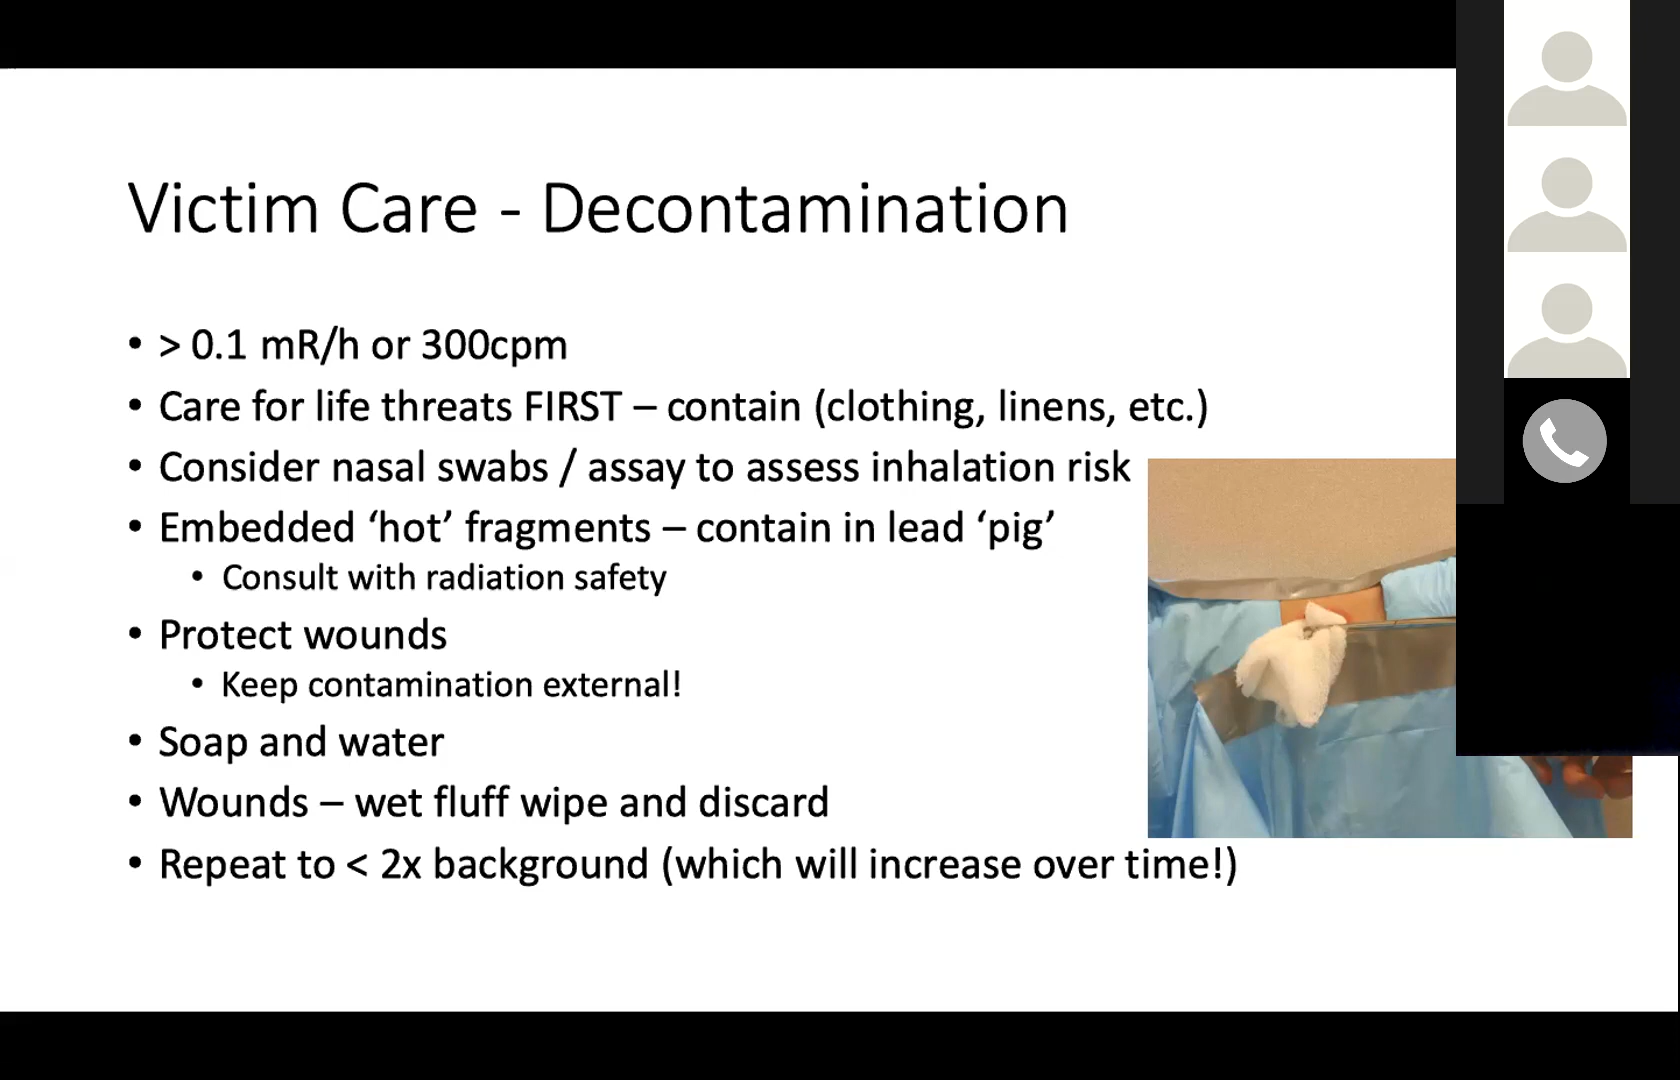 Victim Care - Decontamination
• > 0.1 mR/h or 300cpm
• Care for life threats FIRST – contain (clothing, linens, etc.)
• Consider nasal swabs / assay to assess inhalation risk
• Embedded ‘hot’ fragments – contain in lead ‘pig’
• Consult with radiation safety
• Protect wounds
• Keep contamination external!
• Soap and water
• Wounds – wet fluff wipe and discard
• Repeat to < 2x background (which will increase over time!)